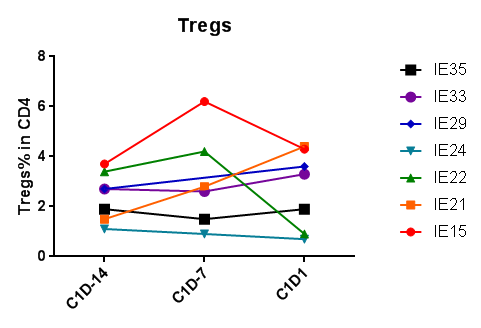 Tregs
Tregs% in CD4
8
6
4
2
0
C1D-14
C1D-7
C1D1
IE35
IE33
IE29
IE24
IE22
IE21
IE15